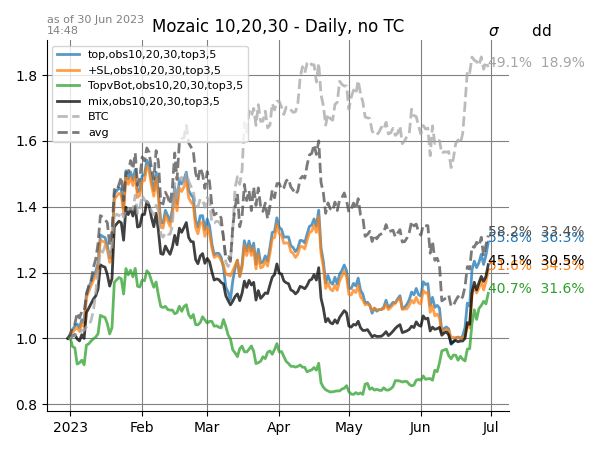 as of 30 Jun 2023
14:48
Mozaic 10,20,30 - Daily, no TC
σ dd
top,obs10,20,30,top3,5
+SL,obs10,20,30,top3,5
TopvBot,obs10,20,30,top3,5
mix,obs10,20,30,top3,5
BTC
avg
49.1% 18.9%
58.2% 33.4%
53.8% 36.3%
45.1% 30.5%
40.7% 31.6%
1.8
1.6
1.4
1.2
1.0
0.8
2023 Feb Mar Apr May Jun Jul